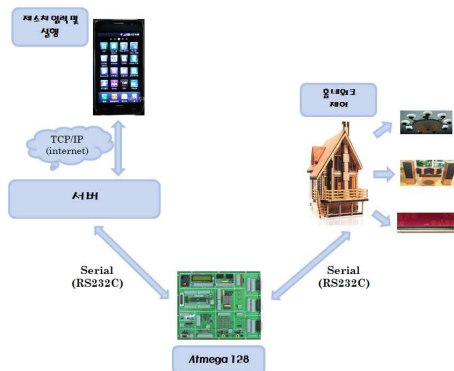 제스처 입력 및
실행
TCP/IP
(internet)
서버
홈네트워크
제어
Serial
(RS232C)
Serial
(RS232C)
Atmega 128